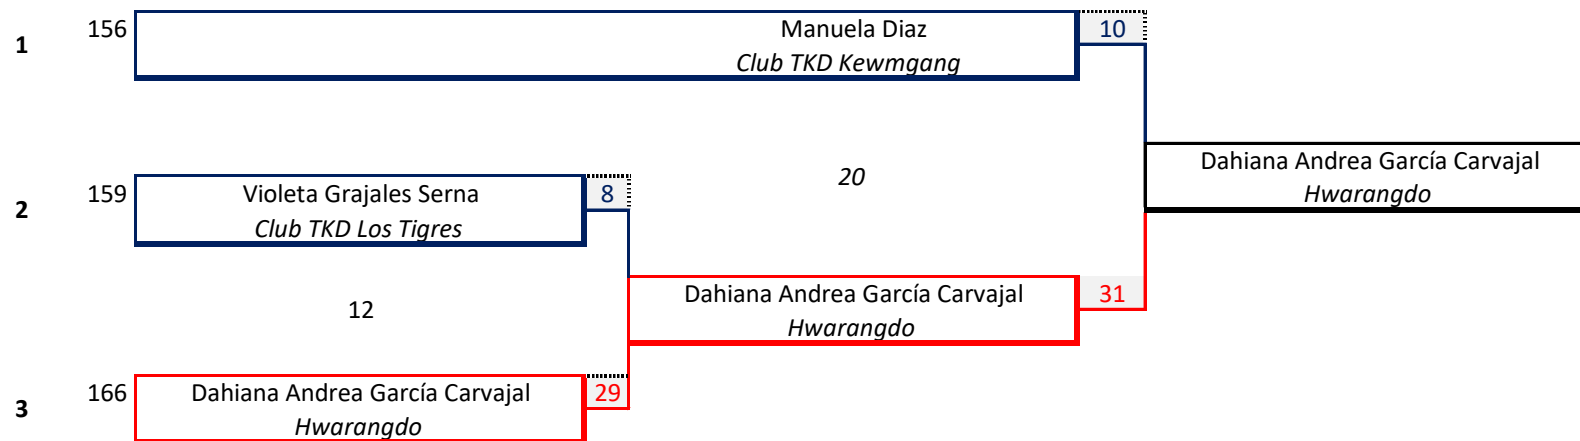 1
156
Manuela Diaz
Club TKD Kewmgang
10
2
159
Violeta Grajales Serna
Club TKD Los Tigres
8
20
Dahiana Andrea García Carvajal
Hwarangdo
12
Dahiana Andrea García Carvajal
Hwarangdo
31
3
166
Dahiana Andrea García Carvajal
Hwarangdo
29